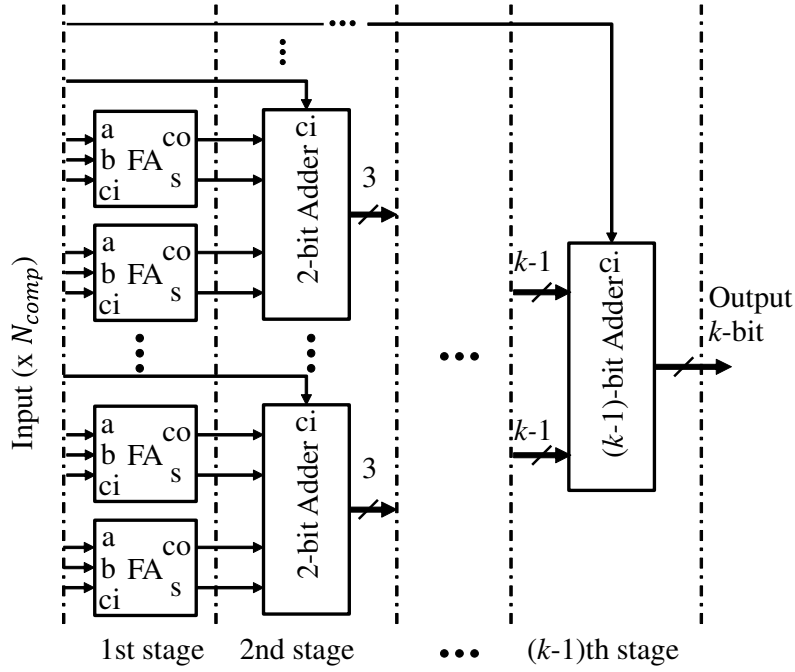 a
b FA
ci
co
s
ci
2-bit Adder
3
a
b FA
ci
co
s
Input (x N_comp)
a
b FA
ci
co
s
ci
2-bit Adder
3
a
b FA
ci
co
s
k-1
k-1
ci
(k-1)-bit Adder
Output
k-bit
1st stage
2nd stage
•••
(k-1)th stage